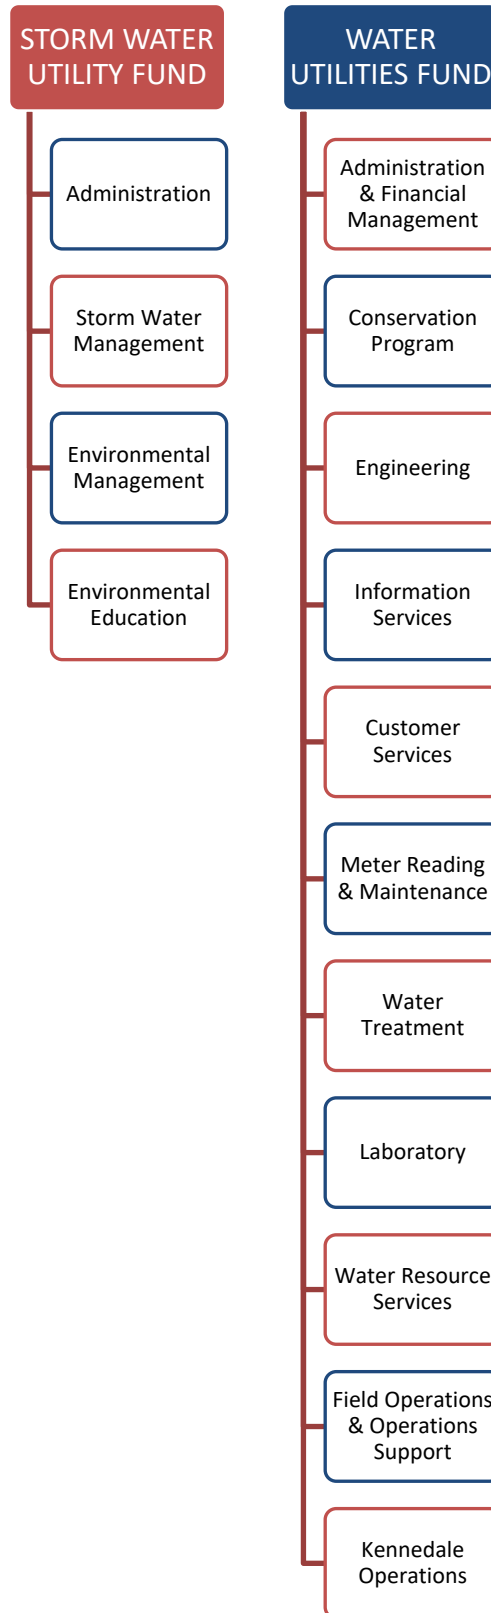 STORM WATER
UTILITY FUND
Administration
Storm Water
Management
Environmental
Management
Environmental
Education
WATER
UTILITIES FUND
Administration
& Financial
Management
Conservation
Program
Engineering
Information
Services
Customer
Services
Meter Reading
& Maintenance
Water
Treatment
Laboratory
Water Resource
Services
Field Operations
& Operations
Support
Kennedale
Operations